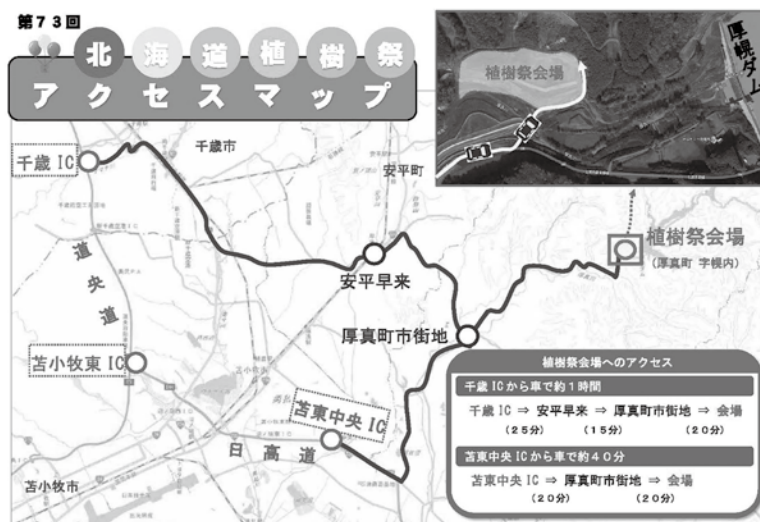 第73回
北海道植樹祭
アクセスマップ
植樹祭会場
厚幌ダム
千歳IC
千歳市
安平町
植樹祭会場
(厚真町 字幌内)
道央道
安平早来
厚真町市街地
苫小牧東IC
苫東中央IC
日高道
苫小牧市
植樹祭会場へのアクセス
千歳ICから車で約1時間
千歳IC ⇒ 安平早来 ⇒ 厚真町市街地 ⇒ 会場
(25分) (15分) (20分)
苫東中央ICから車で約40分
苫東中央IC ⇒ 厚真町市街地 ⇒ 会場
(20分) (20分)